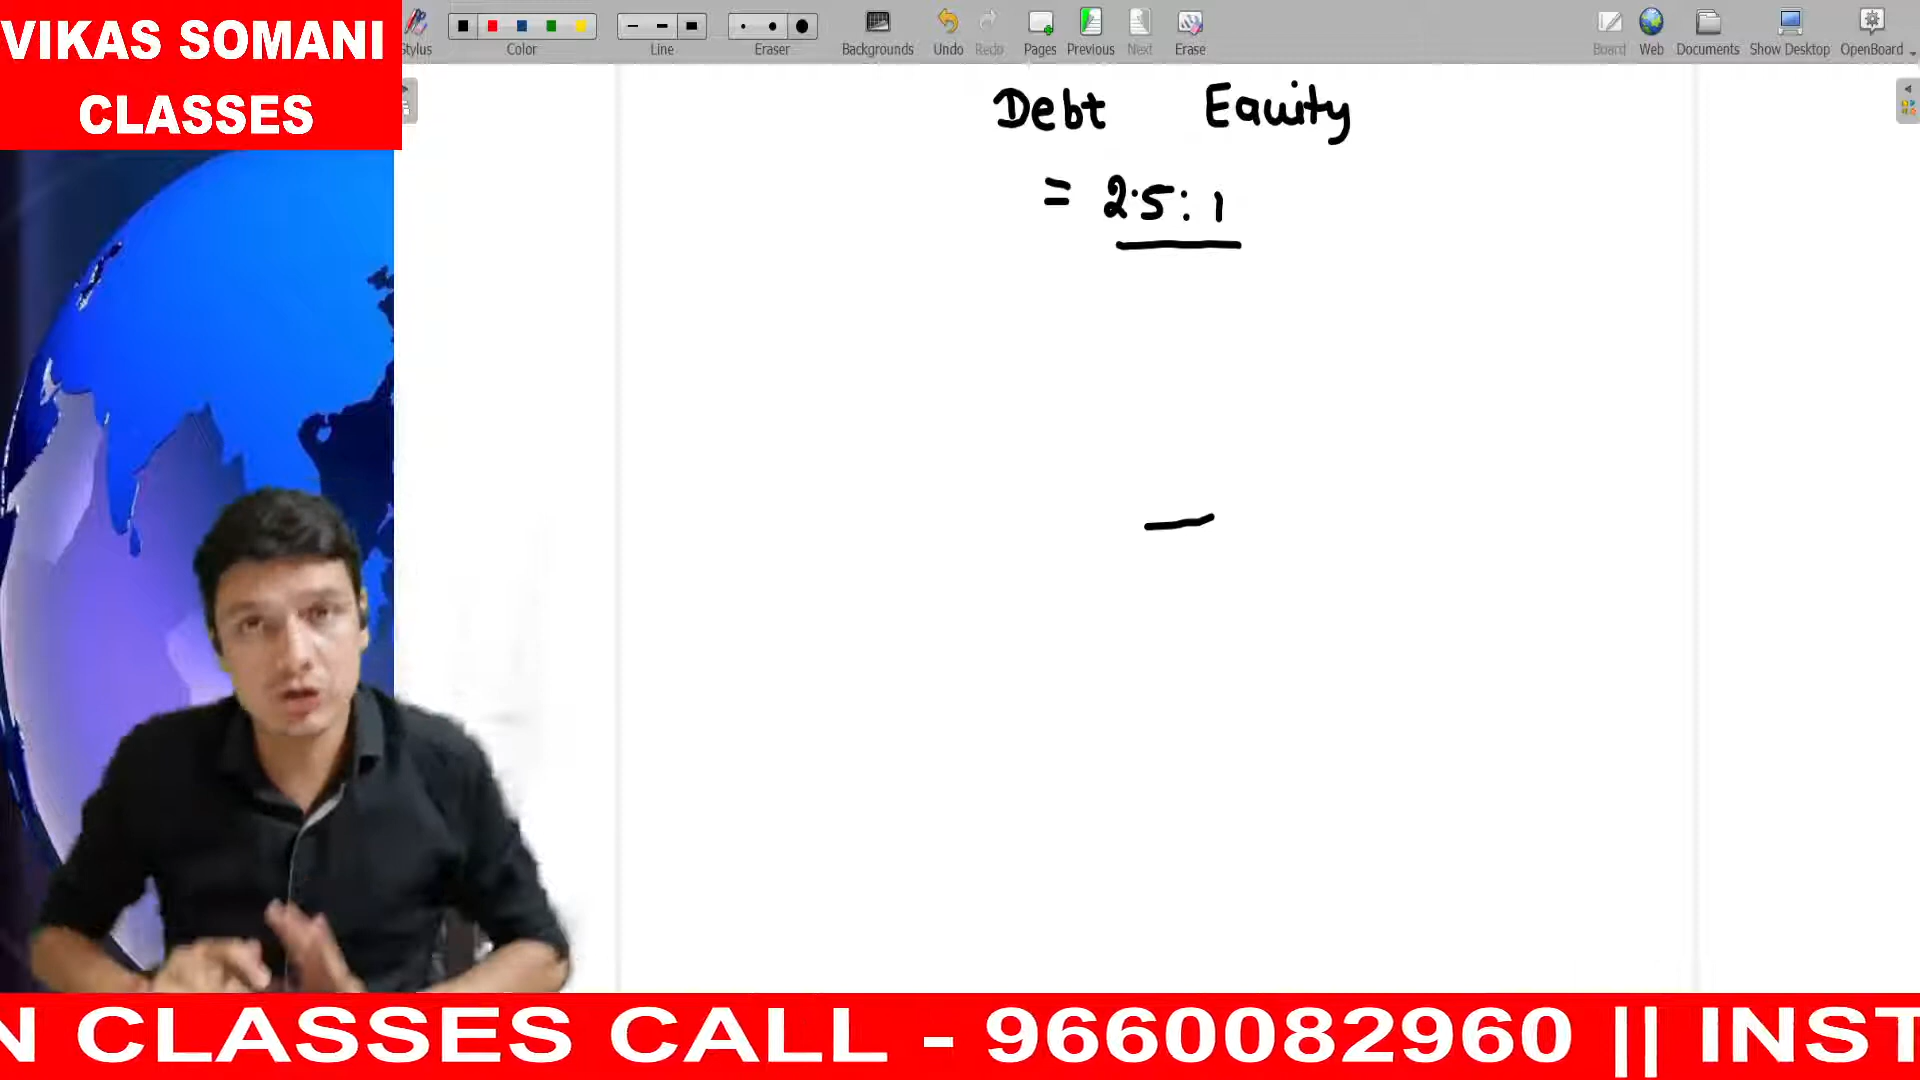 VIKAS SOMANI
CLASSES
Stylus
Color
Line
Eraser
Backgrounds
Undo
Redo
Pages
Previous
Next
Erase
Board
Web
Documents
Show Desktop
OpenBoard
Debt Equity
= 2.5 : 1
N CLASSES CALL - 9660082960 || INST